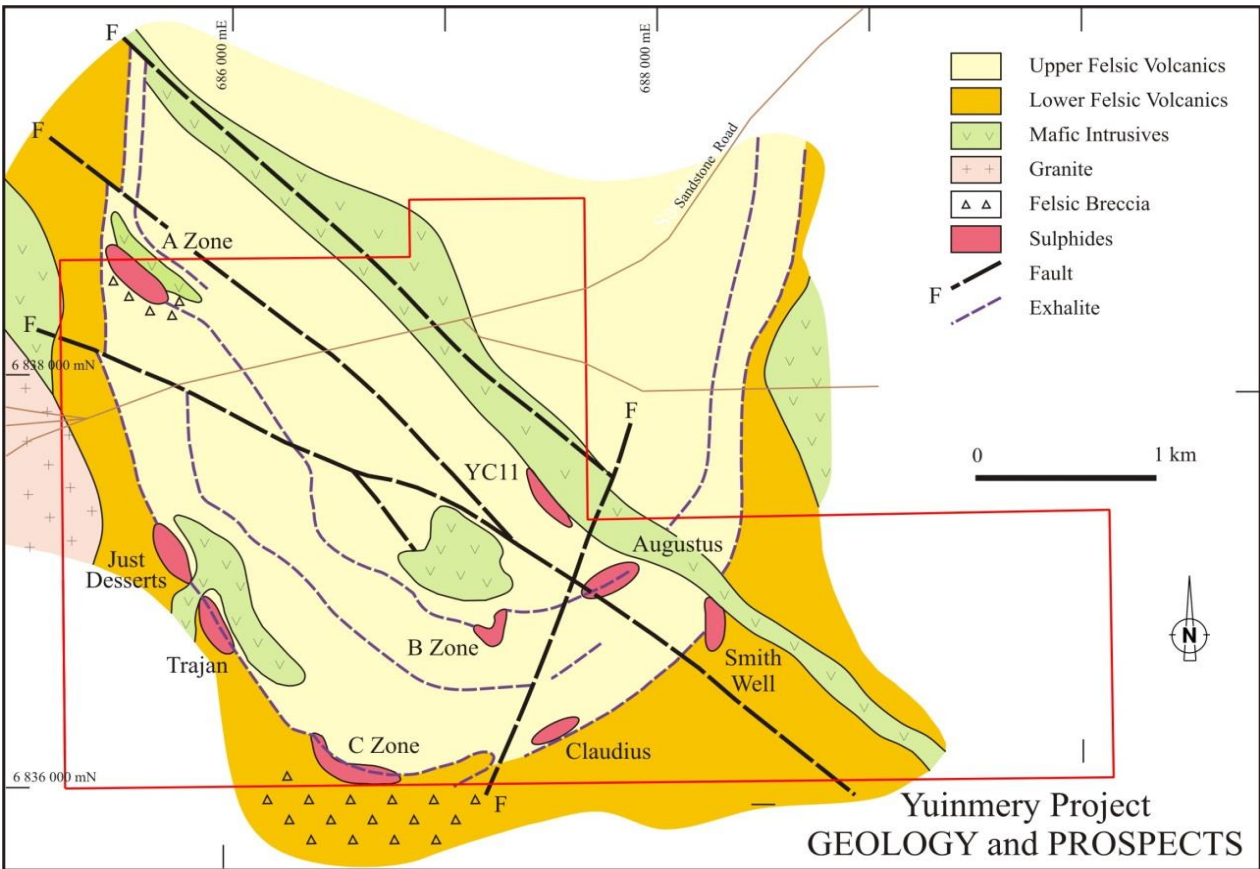 686 000 mE
688 000 mE
F
Upper Felsic Volcanics
Lower Felsic Volcanics
Mafic Intrusives
Granite
Felsic Breccia
Sulphides
Fault
F
Exhalite
F
Sandstone Road
A Zone
F
6 838 000 mN
F
YC11
0
1 km
Augustus
Just
Desserts
B Zone
N
Trajan
Smith
Well
C Zone
Claudius
6 836 000 mN
F
Yuinmery Project
GEOLOGY and PROSPECTS